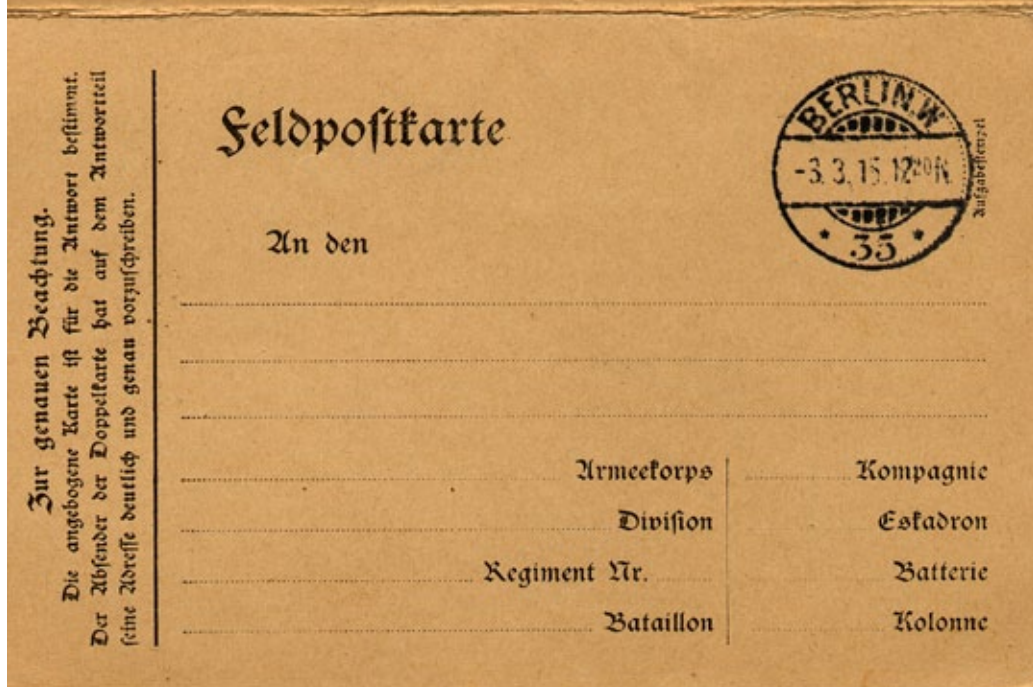 Zur genauen Beachtung.
Die angebogene Karte ist für die Antwort bestimmt.
Der Absender der Doppelkarte hat auf dem Antwortteil
seine Adresse deutlich und genau vorzuschreiben.
Feldpostkarte
BERLIN.W
-3.3.15.12²⁰N.
* 35 *
Aufgabestempel
An den
Armeekorps
Kompagnie
Division
Eskadron
Regiment Nr.
Batterie
Bataillon
Kolonne